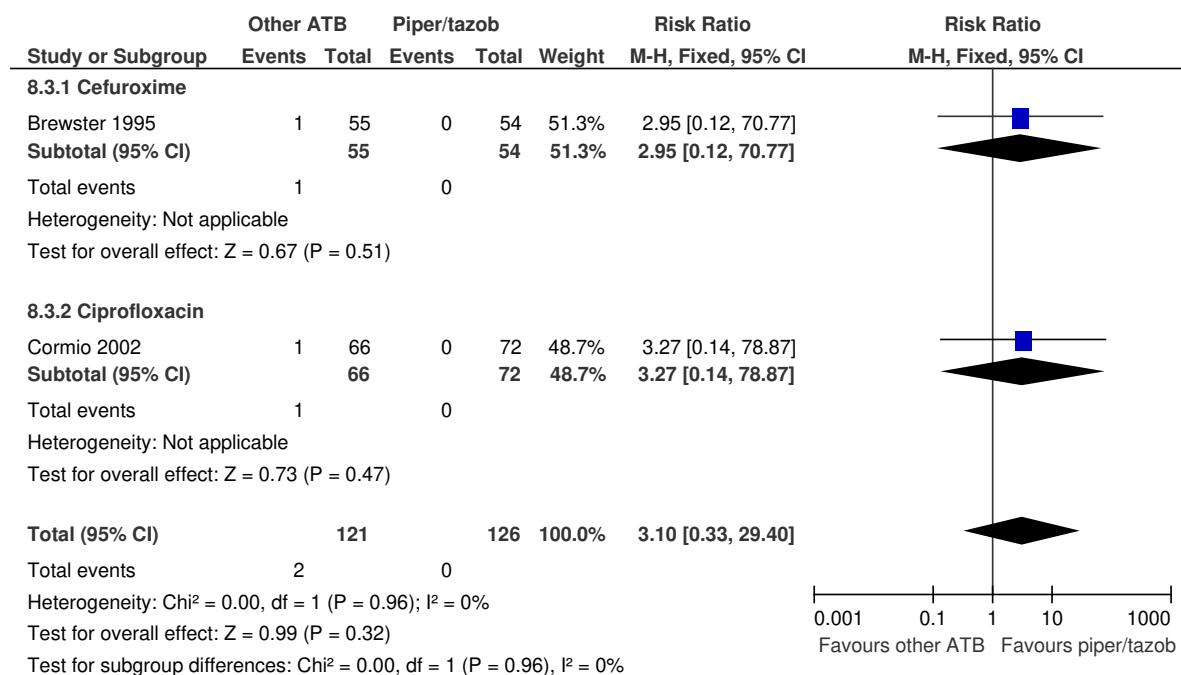 Other ATB Piper/tazob Risk Ratio Risk Ratio
Study or Subgroup Events Total Events Total Weight M-H, Fixed, 95% CI M-H, Fixed, 95% CI
8.3.1 Cefuroxime
Brewster 1995 1 55 0 54 51.3% 2.95 [0.12, 70.77]
Subtotal (95% CI) 55 54 51.3% 2.95 [0.12, 70.77]
Total events 1 0
Heterogeneity: Not applicable
Test for overall effect: Z = 0.67 (P = 0.51)
8.3.2 Ciprofloxacin
Cormio 2002 1 66 0 72 48.7% 3.27 [0.14, 78.87]
Subtotal (95% CI) 66 72 48.7% 3.27 [0.14, 78.87]
Total events 1 0
Heterogeneity: Not applicable
Test for overall effect: Z = 0.73 (P = 0.47)
Total (95% CI) 121 126 100.0% 3.10 [0.33, 29.40]
Total events 2 0
Heterogeneity: Chi² = 0.00, df = 1 (P = 0.96); I² = 0%
Test for overall effect: Z = 0.99 (P = 0.32)
Test for subgroup differences: Chi² = 0.00, df = 1 (P = 0.96), I² = 0%
0.001 0.1 1 10 1000
Favours other ATB Favours piper/tazob